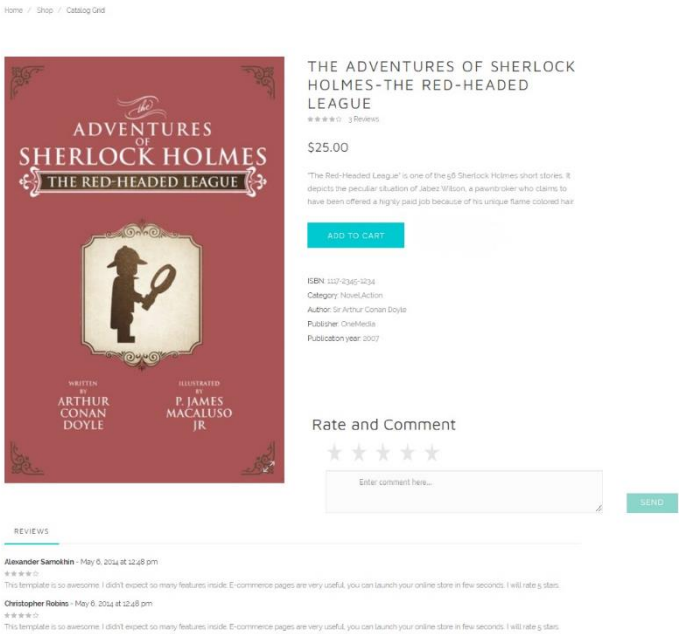 Home / Shop / Catalog Grid
the
ADVENTURES
OF
SHERLOCK HOLMES
THE RED-HEADED LEAGUE
WRITTEN
BY
ARTHUR
CONAN
DOYLE
ILLUSTRATED
BY
P. JAMES
MACALUSO
JR
THE ADVENTURES OF SHERLOCK
HOLMES-THE RED-HEADED
LEAGUE
3 Reviews
$25.00
"The Red-Headed League" is one of the 56 Sherlock Holmes short stories. It
depicts the peculiar situation of Jabez Wilson, a pawnbroker who claims to
have been offered a highly paid job because of his unique flame colored hair
ADD TO CART
ISBN: 1117-2345-1234
Category: Novel,Action
Author: Sir Arthur Conan Doyle
Publisher: OneMedia
Publication year: 2007
Rate and Comment
Enter comment here...
SEND
REVIEWS
Alexander Samokhin - May 6, 2014 at 12:48 pm
This template is so awesome. I didn't expect so many features inside. E-commerce pages are very useful, you can launch your online store in few seconds. I will rate 5 stars.
Christopher Robins - May 6, 2014 at 12:48 pm
This template is so awesome. I didn't expect so many features inside. E-commerce pages are very useful, you can launch your online store in few seconds. I will rate 5 stars.